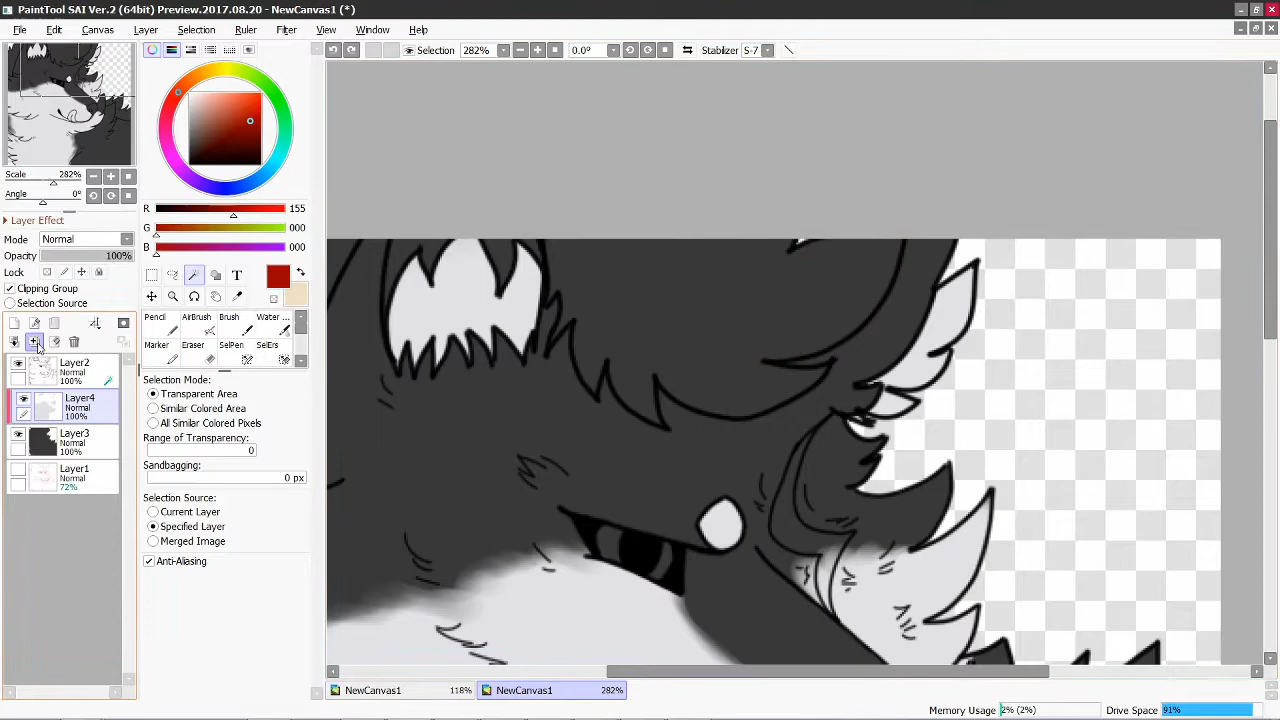 PaintTool SAI Ver.2 (64bit) Preview.2017.08.20 - NewCanvas1 (*)
File Edit Canvas Layer Selection Ruler Filter View Window Help
Selection 282% 0.0° Stabilizer S-7
Scale 282%
Angle 0°
R 155
G 000
B 000
Layer Effect
Mode Normal
Opacity 100%
Lock
Clipping Group
Selection Source
T
Pencil AirBrush Brush Water ...
Marker Eraser SelPen SelErs
Layer2
Normal
100%
Layer4
Normal
100%
Layer3
Normal
100%
Layer1
Normal
72%
Selection Mode:
Transparent Area
Similar Colored Area
All Similar Colored Pixels
Range of Transparency:
0
Sandbagging:
0 px
Selection Source:
Current Layer
Specified Layer
Merged Image
Anti-Aliasing
NewCanvas1 118% NewCanvas1 282%
Memory Usage 2% (2%) Drive Space 91%